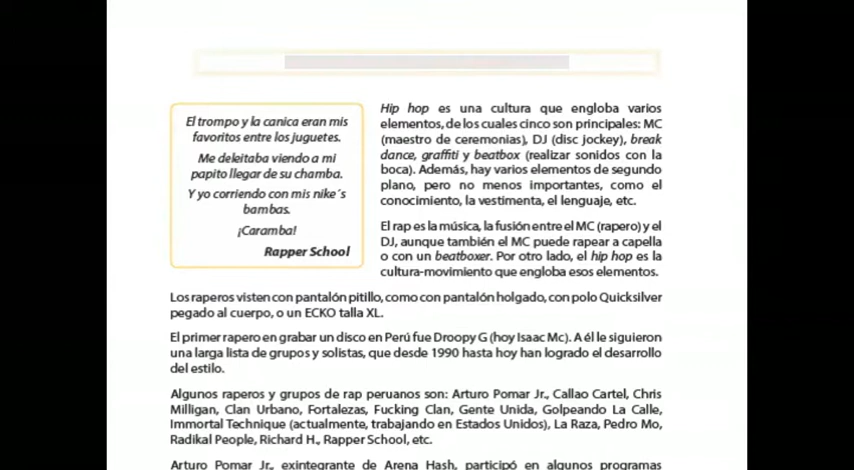 El trompo y la canica eran mis
favoritos entre los juguetes.
Me deleitaba viendo a mi
papito llegar de su chamba.
Y yo corriendo con mis nike´s
bambas.
¡Caramba!
Rapper School
Hip hop es una cultura que engloba varios
elementos, de los cuales cinco son principales: MC
(maestro de ceremonias), DJ (disc jockey), break
dance, graffiti y beatbox (realizar sonidos con la
boca). Además, hay varios elementos de segundo
plano, pero no menos importantes, como el
conocimiento, la vestimenta, el lenguaje, etc.
El rap es la música, la fusión entre el MC (rapero) y el
DJ, aunque también el MC puede rapear a capella
o con un beatboxer. Por otro lado, el hip hop es la
cultura-movimiento que engloba esos elementos.
Los raperos visten con pantalón pitillo, como con pantalón holgado, con polo Quicksilver
pegado al cuerpo, o un ECKO talla XL.
El primer rapero en grabar un disco en Perú fue Droopy G (hoy Isaac Mc). A él le siguieron
una larga lista de grupos y solistas, que desde 1990 hasta hoy han logrado el desarrollo
del estilo.
Algunos raperos y grupos de rap peruanos son: Arturo Pomar Jr., Callao Cartel, Chris
Milligan, Clan Urbano, Fortalezas, Fucking Clan, Gente Unida, Golpeando La Calle,
Immortal Technique (actualmente, trabajando en Estados Unidos), La Raza, Pedro Mo,
Radikal People, Richard H., Rapper School, etc.
Arturo Pomar Jr., exintegrante de Arena Hash, participó en algunos programas